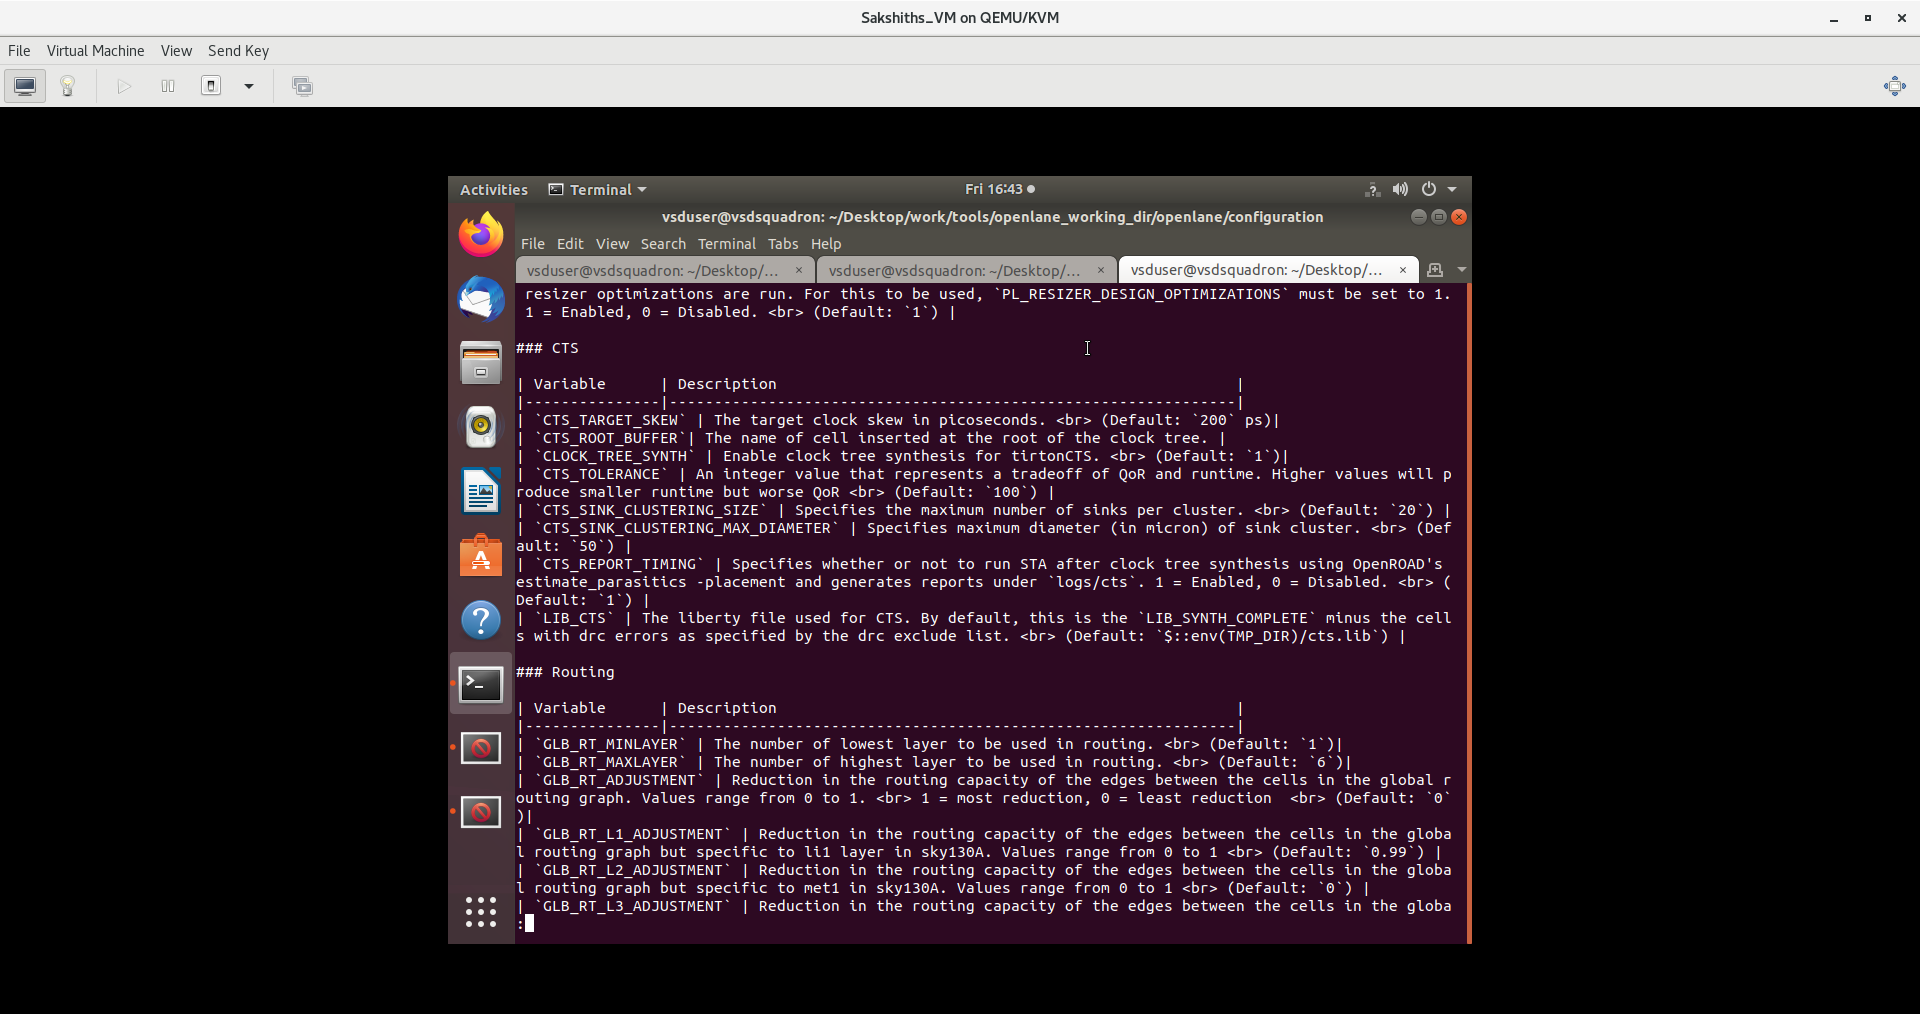 Sakshiths_VM on QEMU/KVM
File Virtual Machine View Send Key
Activities Terminal Fri 16:43
vsduser@vsdsquadron: ~/Desktop/work/tools/openlane_working_dir/openlane/configuration
File Edit View Search Terminal Tabs Help
vsduser@vsdsquadron: ~/Desktop/... × vsduser@vsdsquadron: ~/Desktop/... × vsduser@vsdsquadron: ~/Desktop/... ×
 resizer optimizations are run. For this to be used, `PL_RESIZER_DESIGN_OPTIMIZATIONS` must be set to 1.
 1 = Enabled, 0 = Disabled. <br> (Default: `1`) |
### CTS
| Variable      | Description                                                   |
|---------------|---------------------------------------------------------------|
| `CTS_TARGET_SKEW` | The target clock skew in picoseconds. <br> (Default: `200` ps)|
| `CTS_ROOT_BUFFER`| The name of cell inserted at the root of the clock tree. |
| `CLOCK_TREE_SYNTH` | Enable clock tree synthesis for tirtonCTS. <br> (Default: `1`)|
| `CTS_TOLERANCE` | An integer value that represents a tradeoff of QoR and runtime. Higher values will p
roduce smaller runtime but worse QoR <br> (Default: `100`) |
| `CTS_SINK_CLUSTERING_SIZE` | Specifies the maximum number of sinks per cluster. <br> (Default: `20`) |
| `CTS_SINK_CLUSTERING_MAX_DIAMETER` | Specifies maximum diameter (in micron) of sink cluster. <br> (Def
ault: `50`) |
| `CTS_REPORT_TIMING` | Specifies whether or not to run STA after clock tree synthesis using OpenROAD's
estimate_parasitics -placement and generates reports under `logs/cts`. 1 = Enabled, 0 = Disabled. <br> (
Default: `1`) |
| `LIB_CTS` | The liberty file used for CTS. By default, this is the `LIB_SYNTH_COMPLETE` minus the cell
s with drc errors as specified by the drc exclude list. <br> (Default: `$::env(TMP_DIR)/cts.lib`) |
### Routing
| Variable      | Description                                                   |
|---------------|---------------------------------------------------------------|
| `GLB_RT_MINLAYER` | The number of lowest layer to be used in routing. <br> (Default: `1`)|
| `GLB_RT_MAXLAYER` | The number of highest layer to be used in routing. <br> (Default: `6`)|
| `GLB_RT_ADJUSTMENT` | Reduction in the routing capacity of the edges between the cells in the global r
outing graph. Values range from 0 to 1. <br> 1 = most reduction, 0 = least reduction  <br> (Default: `0`
)|
| `GLB_RT_L1_ADJUSTMENT` | Reduction in the routing capacity of the edges between the cells in the globa
l routing graph but specific to li1 layer in sky130A. Values range from 0 to 1 <br> (Default: `0.99`) |
| `GLB_RT_L2_ADJUSTMENT` | Reduction in the routing capacity of the edges between the cells in the globa
l routing graph but specific to met1 in sky130A. Values range from 0 to 1 <br> (Default: `0`) |
| `GLB_RT_L3_ADJUSTMENT` | Reduction in the routing capacity of the edges between the cells in the globa
: